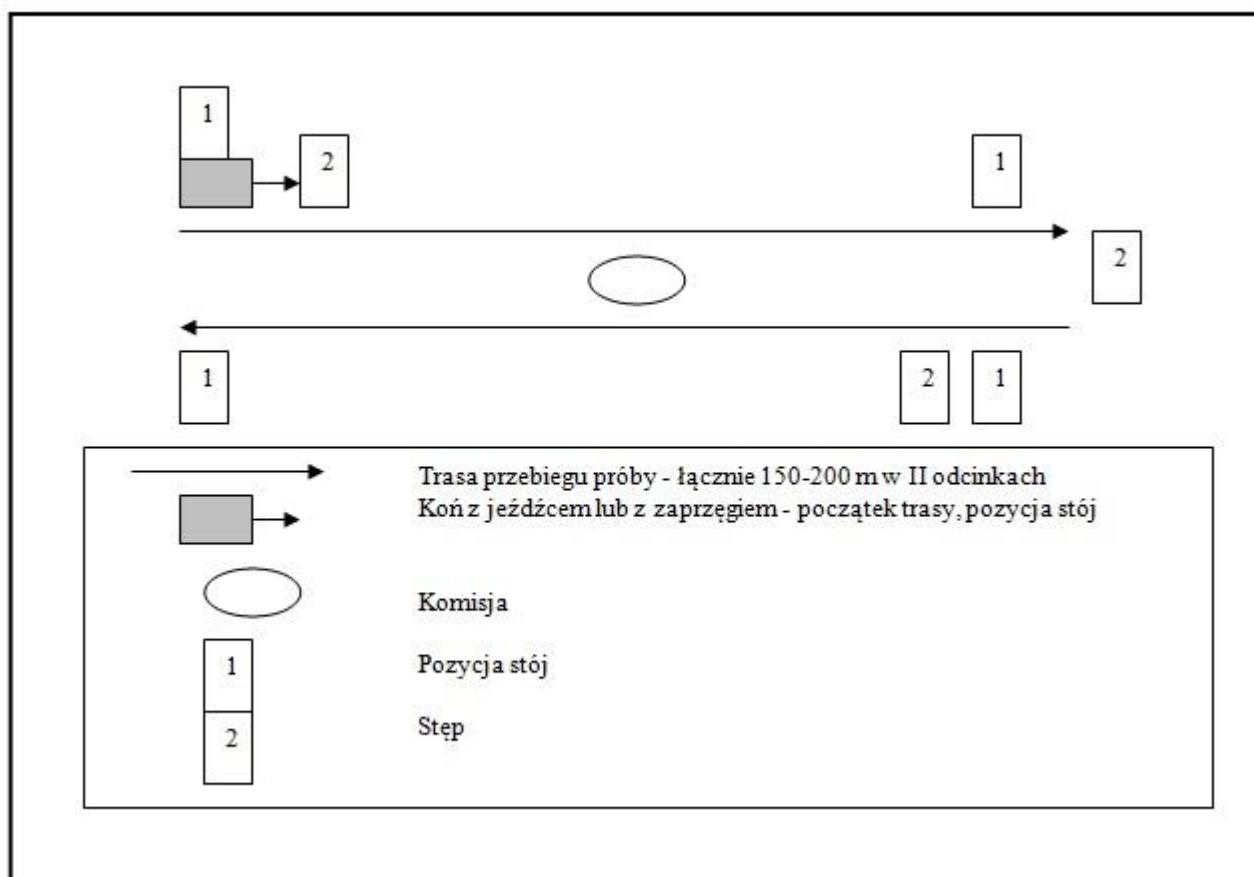 1
2 1
2
1 2 1
Trasa przebiegu próby - łącznie 150-200 m w II odcinkach
Koń z jeźdźcem lub z zaprzęgiem - początek trasy, pozycja stój
Komisja
1 Pozycja stój
2 Stęp